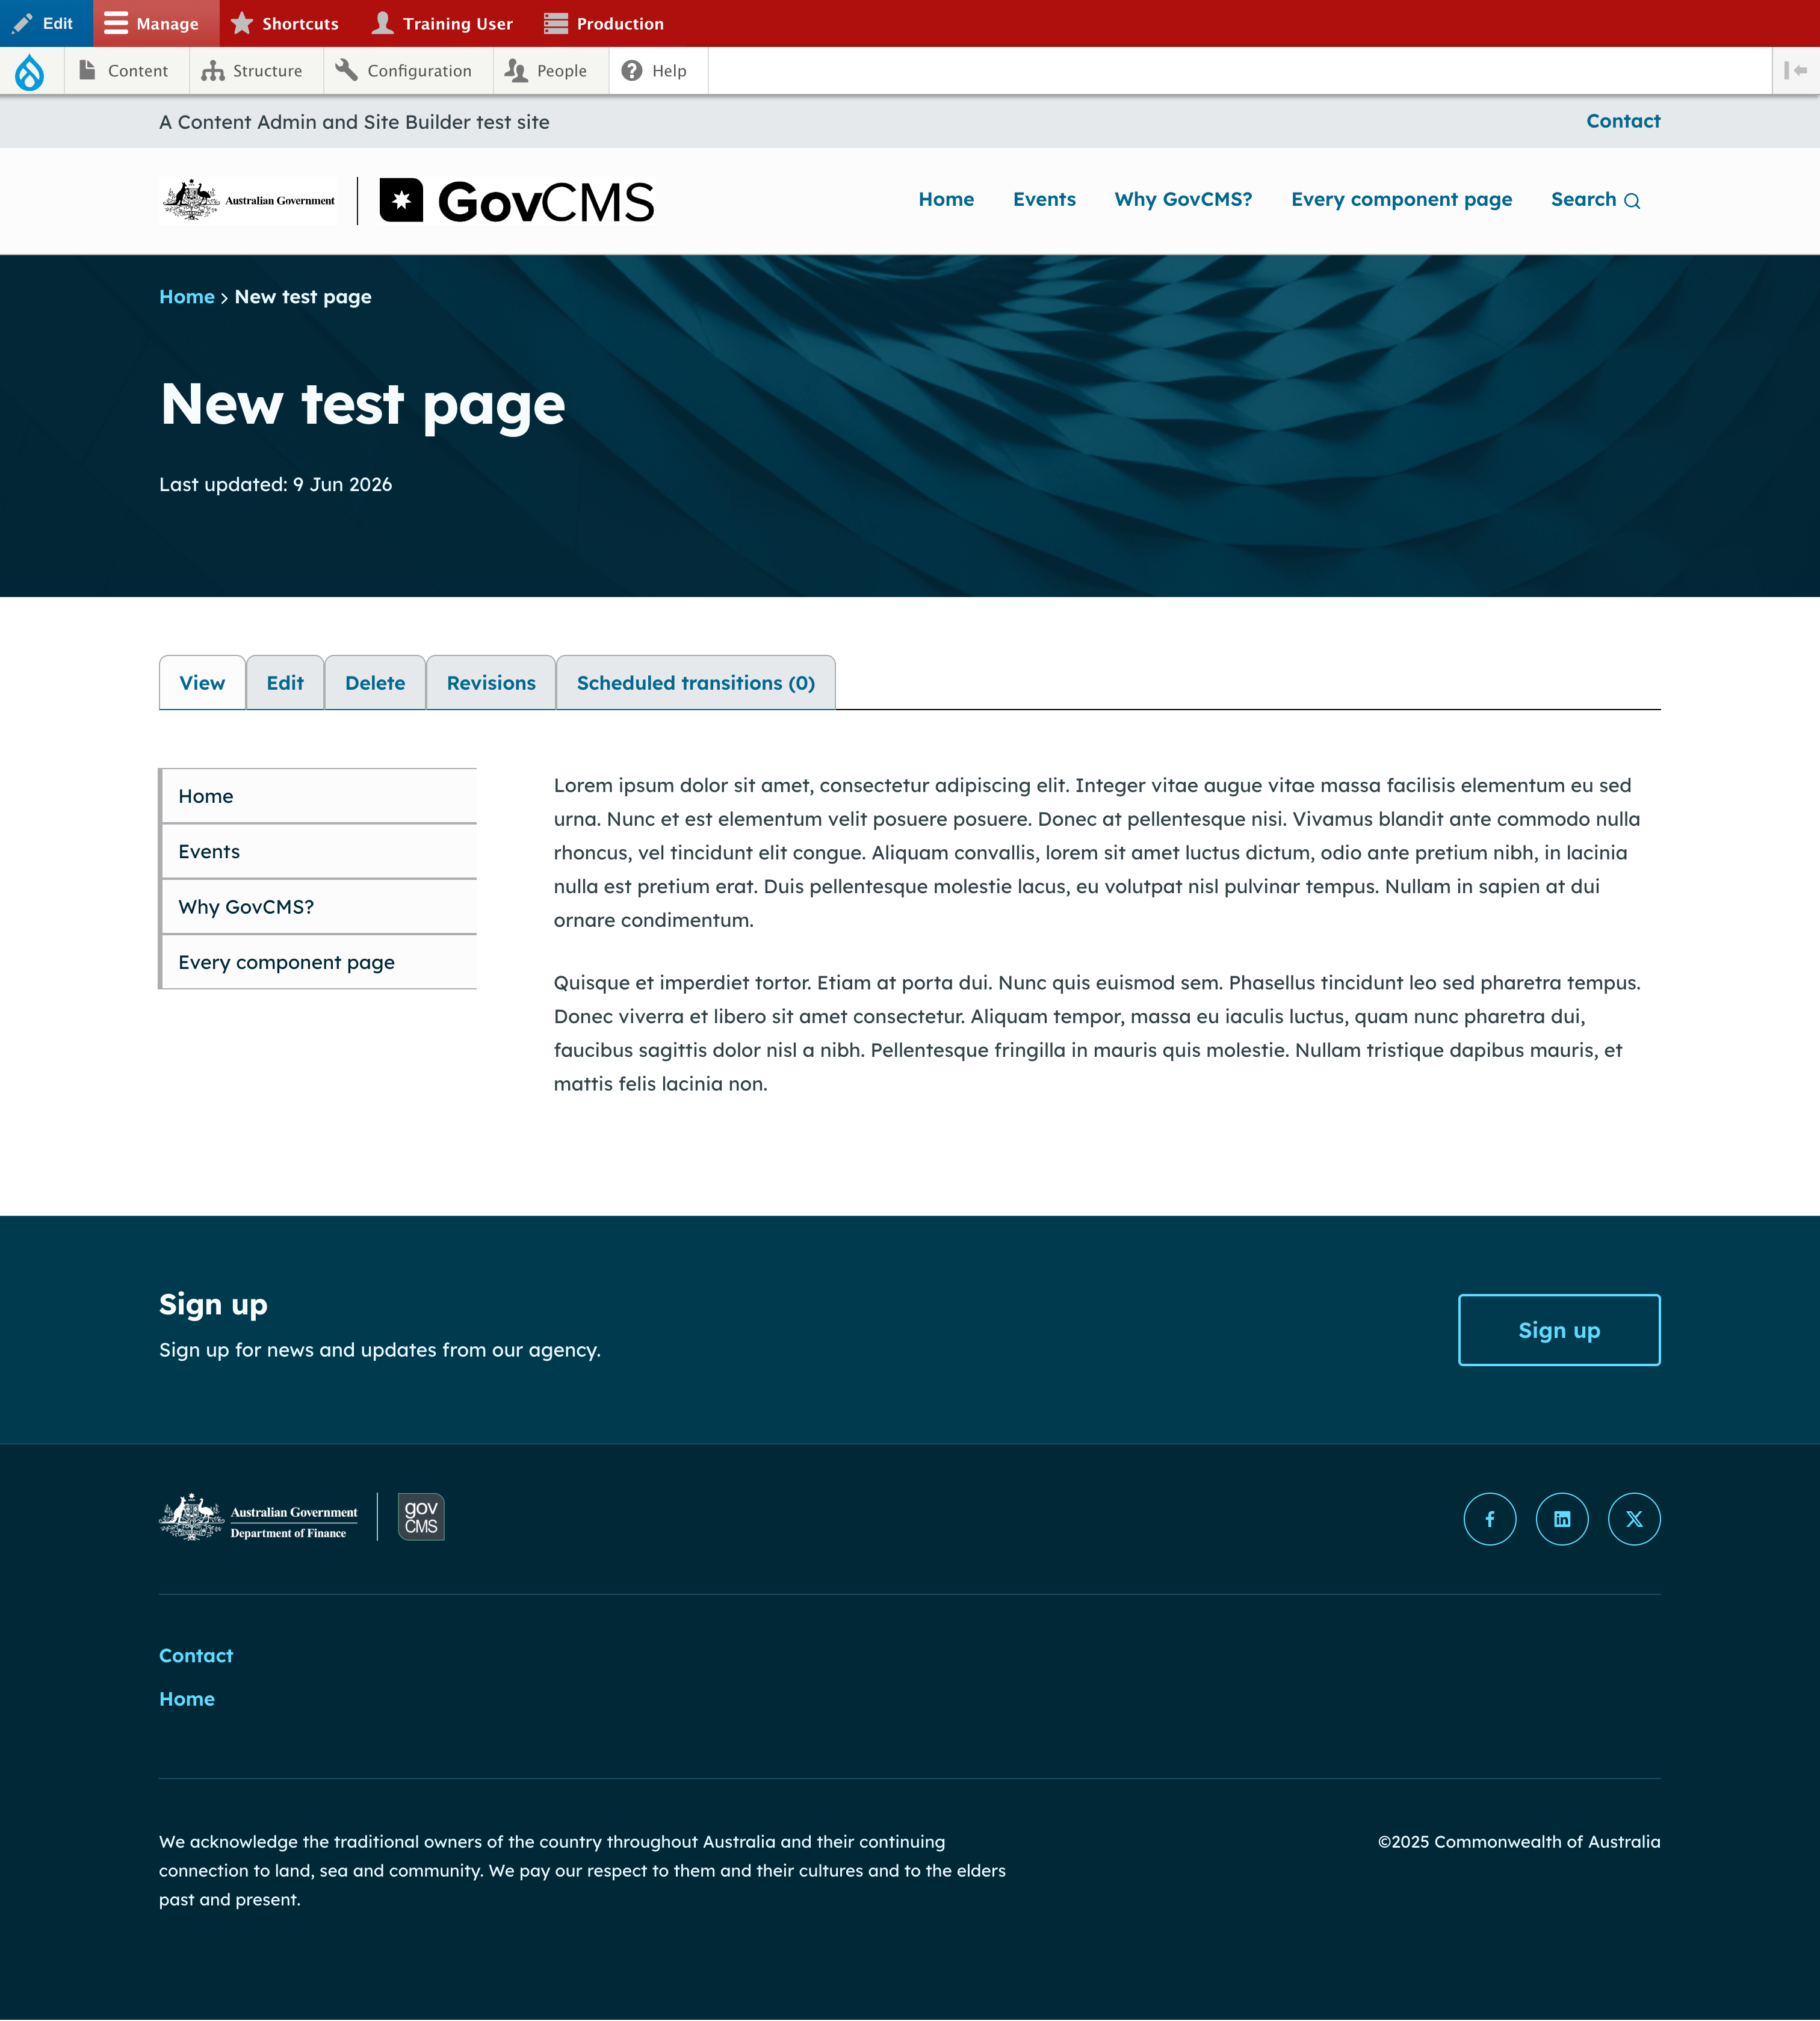 Edit Manage Shortcuts Training User Production
Content Structure Configuration People Help
A Content Admin and Site Builder test site Contact
Australian Government GovCMS Home Events Why GovCMS? Every component page Search
Home › New test page
New test page
Last updated: 9 Jun 2026
View Edit Delete Revisions Scheduled transitions (0)
Home
Events
Why GovCMS?
Every component page
Lorem ipsum dolor sit amet, consectetur adipiscing elit. Integer vitae augue vitae massa facilisis elementum eu sed
urna. Nunc et est elementum velit posuere posuere. Donec at pellentesque nisi. Vivamus blandit ante commodo nulla
rhoncus, vel tincidunt elit congue. Aliquam convallis, lorem sit amet luctus dictum, odio ante pretium nibh, in lacinia
nulla est pretium erat. Duis pellentesque molestie lacus, eu volutpat nisl pulvinar tempus. Nullam in sapien at dui
ornare condimentum.
Quisque et imperdiet tortor. Etiam at porta dui. Nunc quis euismod sem. Phasellus tincidunt leo sed pharetra tempus.
Donec viverra et libero sit amet consectetur. Aliquam tempor, massa eu iaculis luctus, quam nunc pharetra dui,
faucibus sagittis dolor nisl a nibh. Pellentesque fringilla in mauris quis molestie. Nullam tristique dapibus mauris, et
mattis felis lacinia non.
Sign up
Sign up for news and updates from our agency.
Sign up
Australian Government
Department of Finance
gov
CMS
Contact
Home
We acknowledge the traditional owners of the country throughout Australia and their continuing
connection to land, sea and community. We pay our respect to them and their cultures and to the elders
past and present.
©2025 Commonwealth of Australia